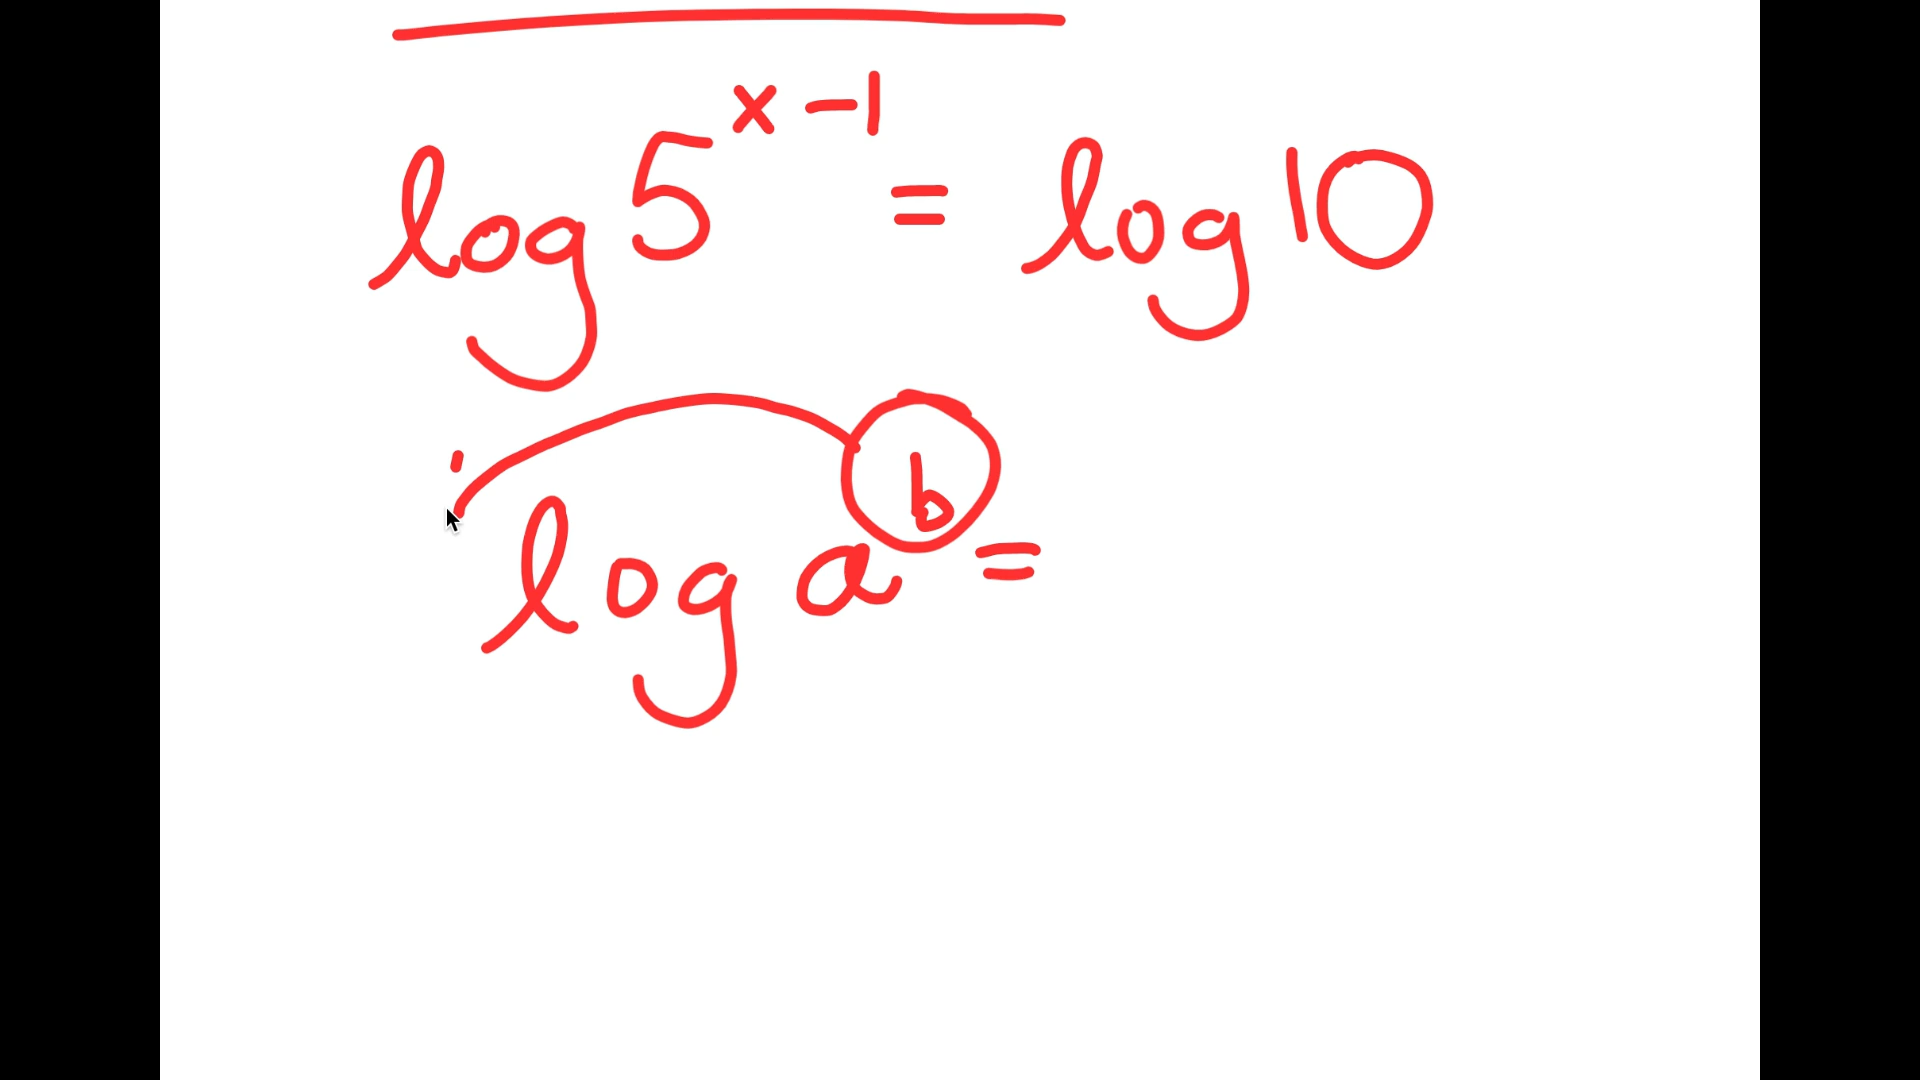 log 5^{x-1} = log 10
log a^{b} =